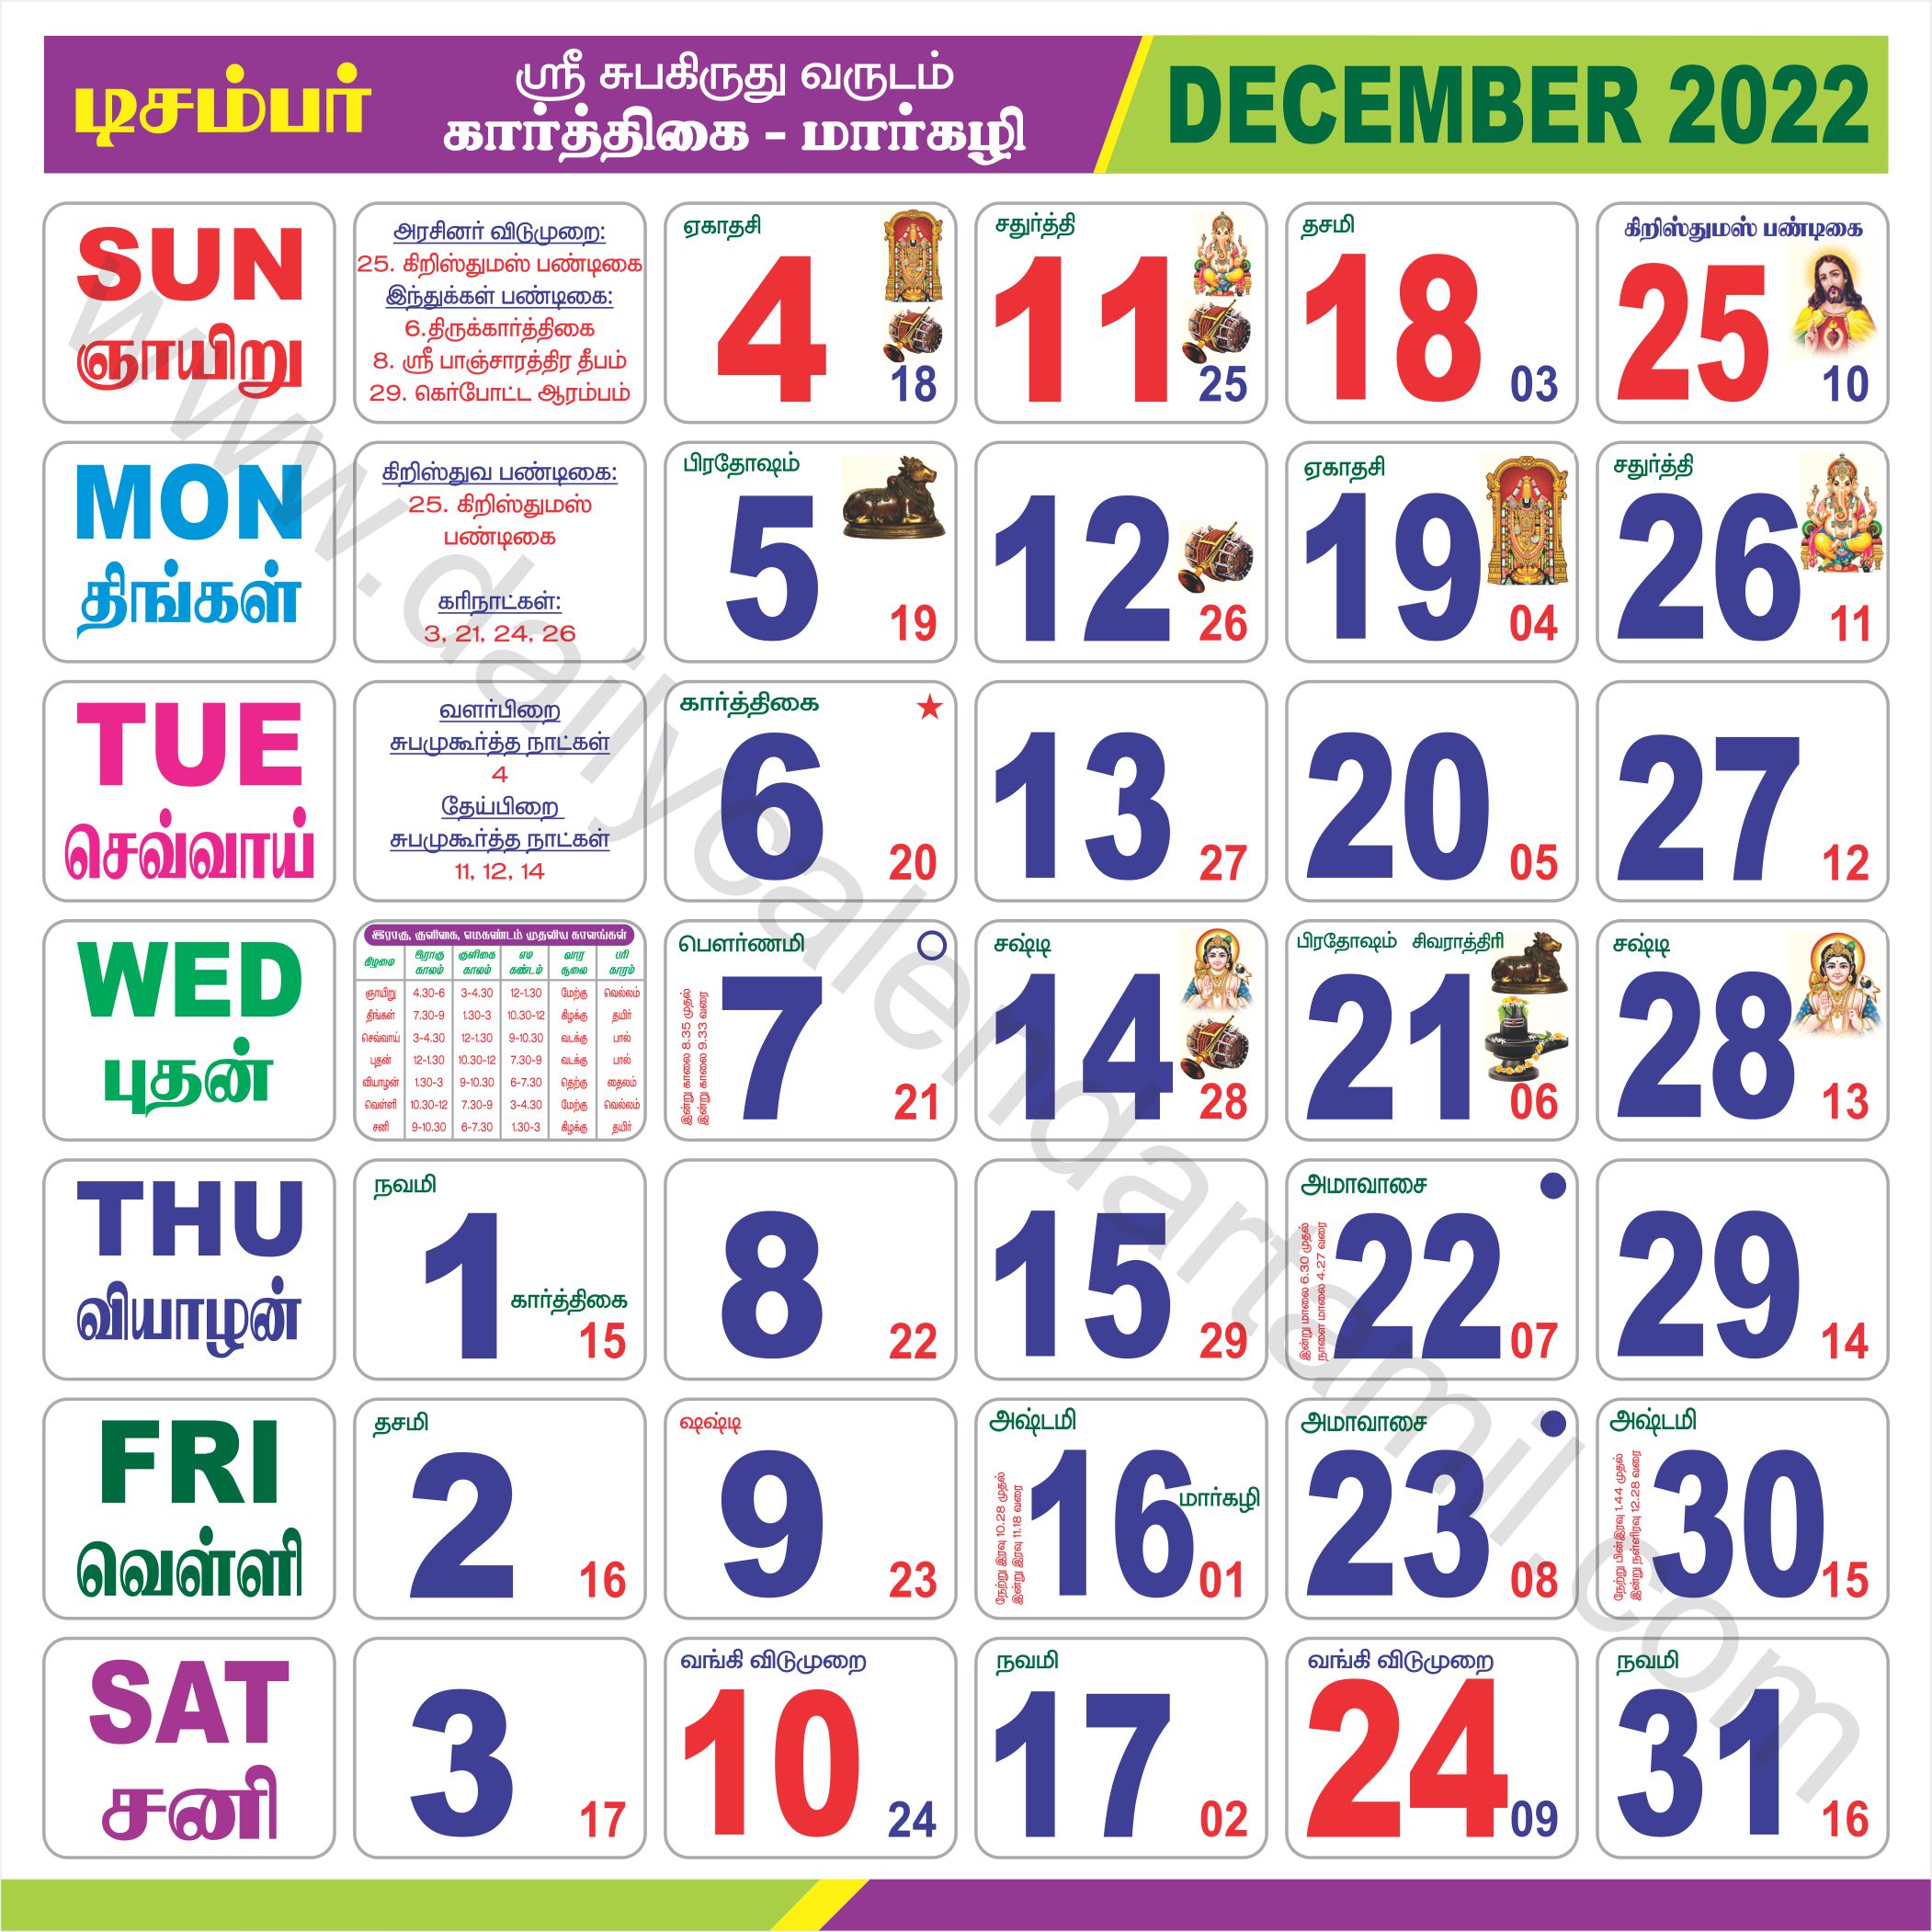 டிசம்பர்
ஸ்ரீ சுபகிருது வருடம்
கார்த்திகை - மார்கழி
DECEMBER 2022
SUN
ஞாயிறு
அரசினர் விடுமுறை:
25. கிறிஸ்துமஸ் பண்டிகை
இந்துக்கள் பண்டிகை:
6.திருக்கார்த்திகை
8. ஸ்ரீ பாஞ்சாரத்திர தீபம்
29. கெர்போட்ட ஆரம்பம்
ஏகாதசி
4
18
சதுர்த்தி
11
25
தசமி
18
03
கிறிஸ்துமஸ் பண்டிகை
25
10
MON
திங்கள்
கிறிஸ்துவ பண்டிகை:
25. கிறிஸ்துமஸ்
பண்டிகை
கரிநாட்கள்:
3, 21, 24, 26
பிரதோஷம்
5
19
12
26
ஏகாதசி
19
04
சதுர்த்தி
26
11
TUE
செவ்வாய்
வளர்பிறை
சுபமுகூர்த்த நாட்கள்
4
தேய்பிறை
சுபமுகூர்த்த நாட்கள்
11, 12, 14
கார்த்திகை
6
20
13
27
20
05
27
12
WED
புதன்
இராகு, குளிகை, எமகண்டம் முதலிய காலங்கள்
கிழமை இராகு காலம் குளிகை காலம் எம கண்டம் வார சூலை பரி காரம்
ஞாயிறு 4.30-6 3-4.30 12-1.30 மேற்கு வெல்லம்
திங்கள் 7.30-9 1.30-3 10.30-12 கிழக்கு தயிர்
செவ்வாய் 3-4.30 12-1.30 9-10.30 வடக்கு பால்
புதன் 12-1.30 10.30-12 7.30-9 வடக்கு பால்
வியாழன் 1.30-3 9-10.30 6-7.30 தெற்கு தைலம்
வெள்ளி 10.30-12 7.30-9 3-4.30 மேற்கு வெல்லம்
சனி 9-10.30 6-7.30 1.30-3 கிழக்கு தயிர்
பௌர்ணமி
இன்று காலை 8.35 முதல்
இன்று காலை 9.33 வரை
7
21
சஷ்டி
14
28
பிரதோஷம் சிவராத்திரி
21
06
சஷ்டி
28
13
THU
வியாழன்
நவமி
1
கார்த்திகை
15
8
22
15
29
அமாவாசை
இன்று மாலை 6.30 முதல்
நாளை மாலை 4.27 வரை
22
07
29
14
FRI
வெள்ளி
தசமி
2
16
ஷஷ்டி
9
23
அஷ்டமி
நேற்று இரவு 10.28 முதல்
இன்று இரவு 11.18 வரை
16
மார்கழி
01
அமாவாசை
23
08
அஷ்டமி
நேற்று பின்இரவு 1.44 முதல்
இன்று நள்ளிரவு 12.28 வரை
30
15
SAT
சனி
3
17
வங்கி விடுமுறை
10
24
நவமி
17
02
வங்கி விடுமுறை
24
09
நவமி
31
16
www.dailycalendartamil.com